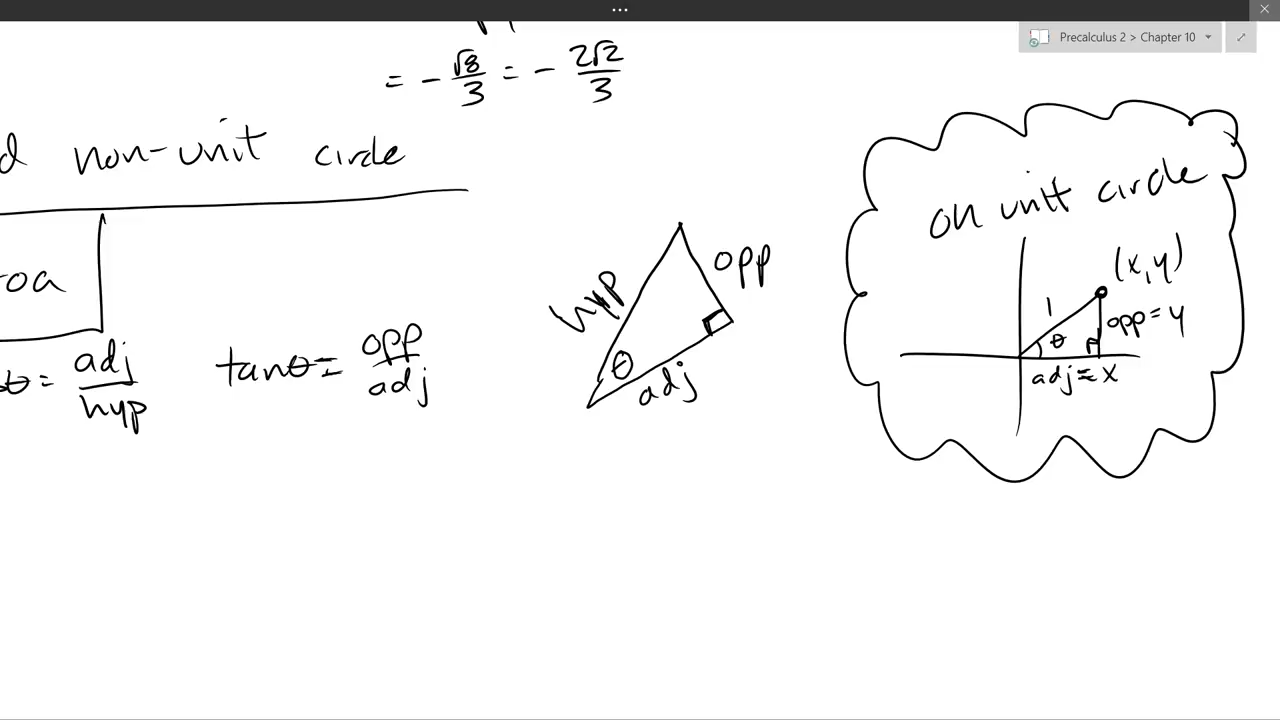 Precalculus 2 > Chapter 10
= - √8/3 = - 2√2/3
non-unit circle
oa
θ = adj/hyp
tanθ = opp/adj
hyp
opp
θ
adj
on unit circle
(x,y)
1
θ
opp = y
adj = x